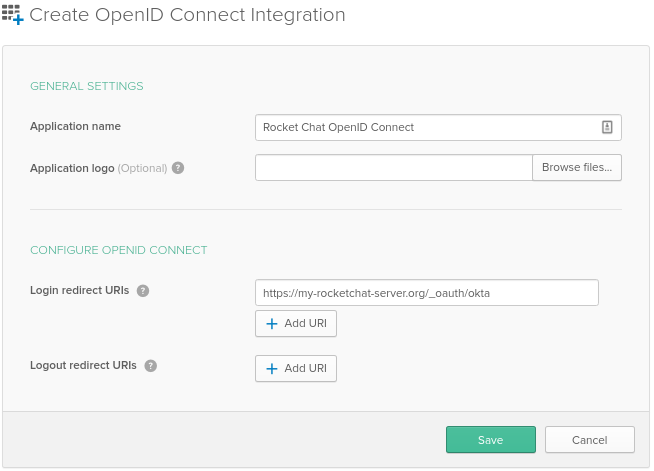 Create OpenID Connect Integration
GENERAL SETTINGS
Application name
Rocket Chat OpenID Connect
Application logo (Optional) ?
Browse files...
CONFIGURE OPENID CONNECT
Login redirect URIs ?
https://my-rocketchat-server.org/_oauth/okta
+ Add URI
Logout redirect URIs ?
+ Add URI
Save
Cancel